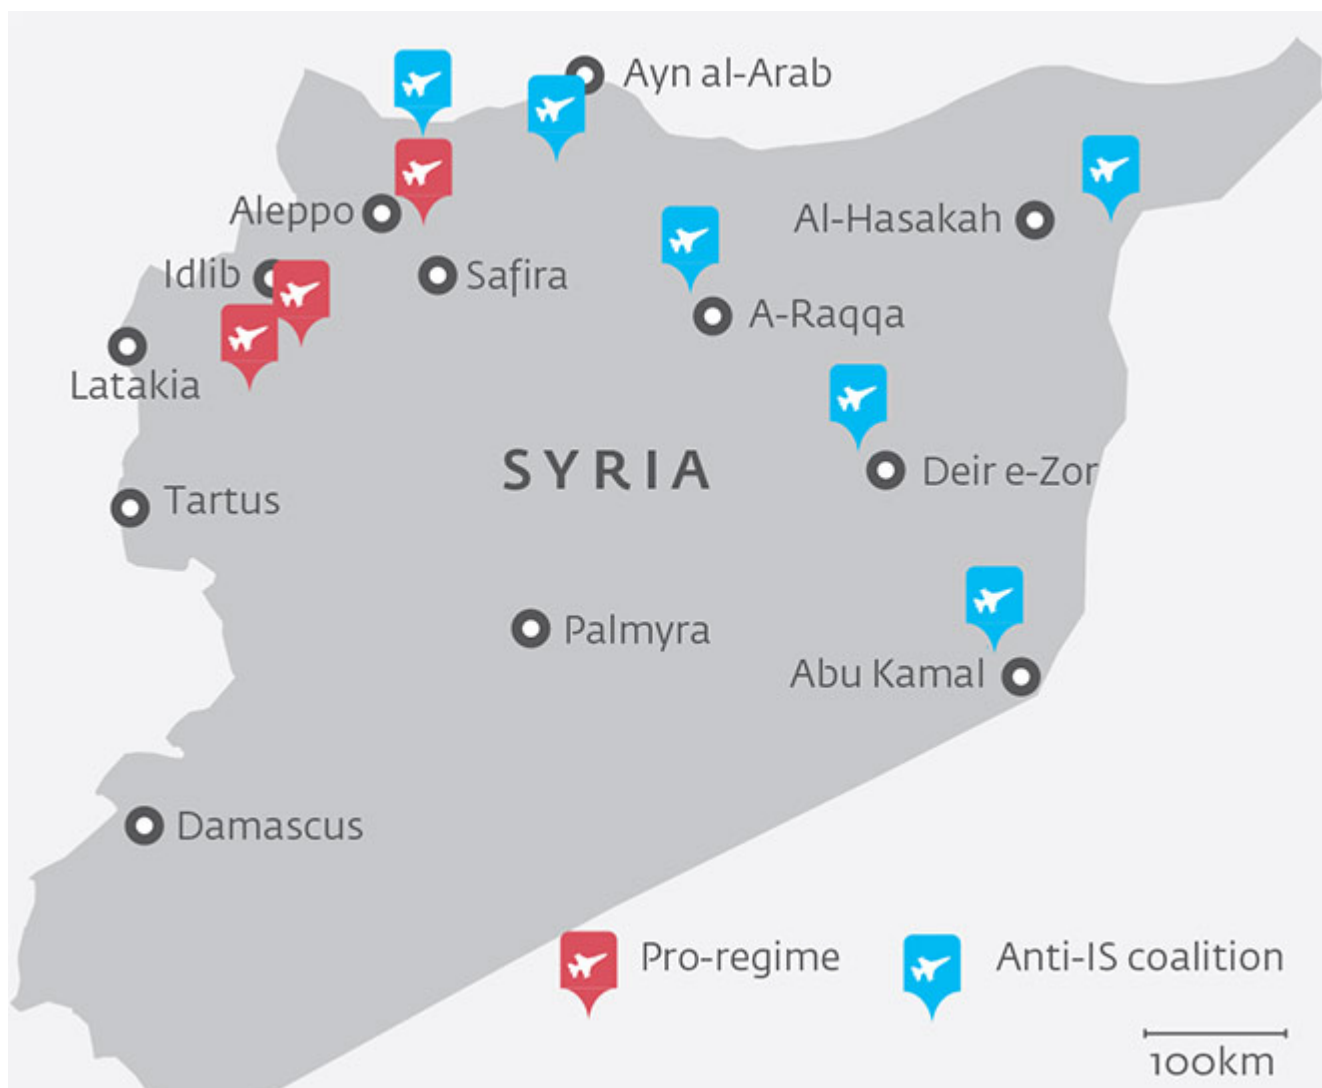 Ayn al-Arab
Aleppo
Al-Hasakah
Idlib
Safira
A-Raqqa
Latakia
SYRIA
Deir e-Zor
Tartus
Palmyra
Abu Kamal
Damascus
Pro-regime
Anti-IS coalition
100km